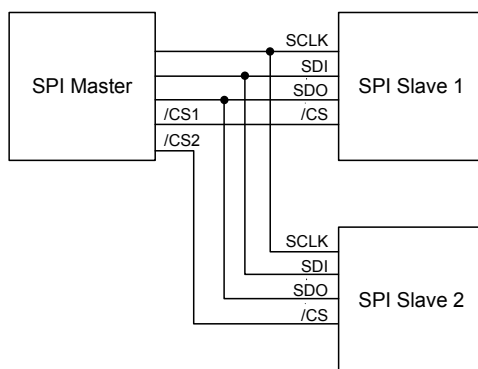 SPI Master
/CS1
/CS2
SCLK
SDI
SDO
/CS
SPI Slave 1
SCLK
SDI
SDO
/CS
SPI Slave 2